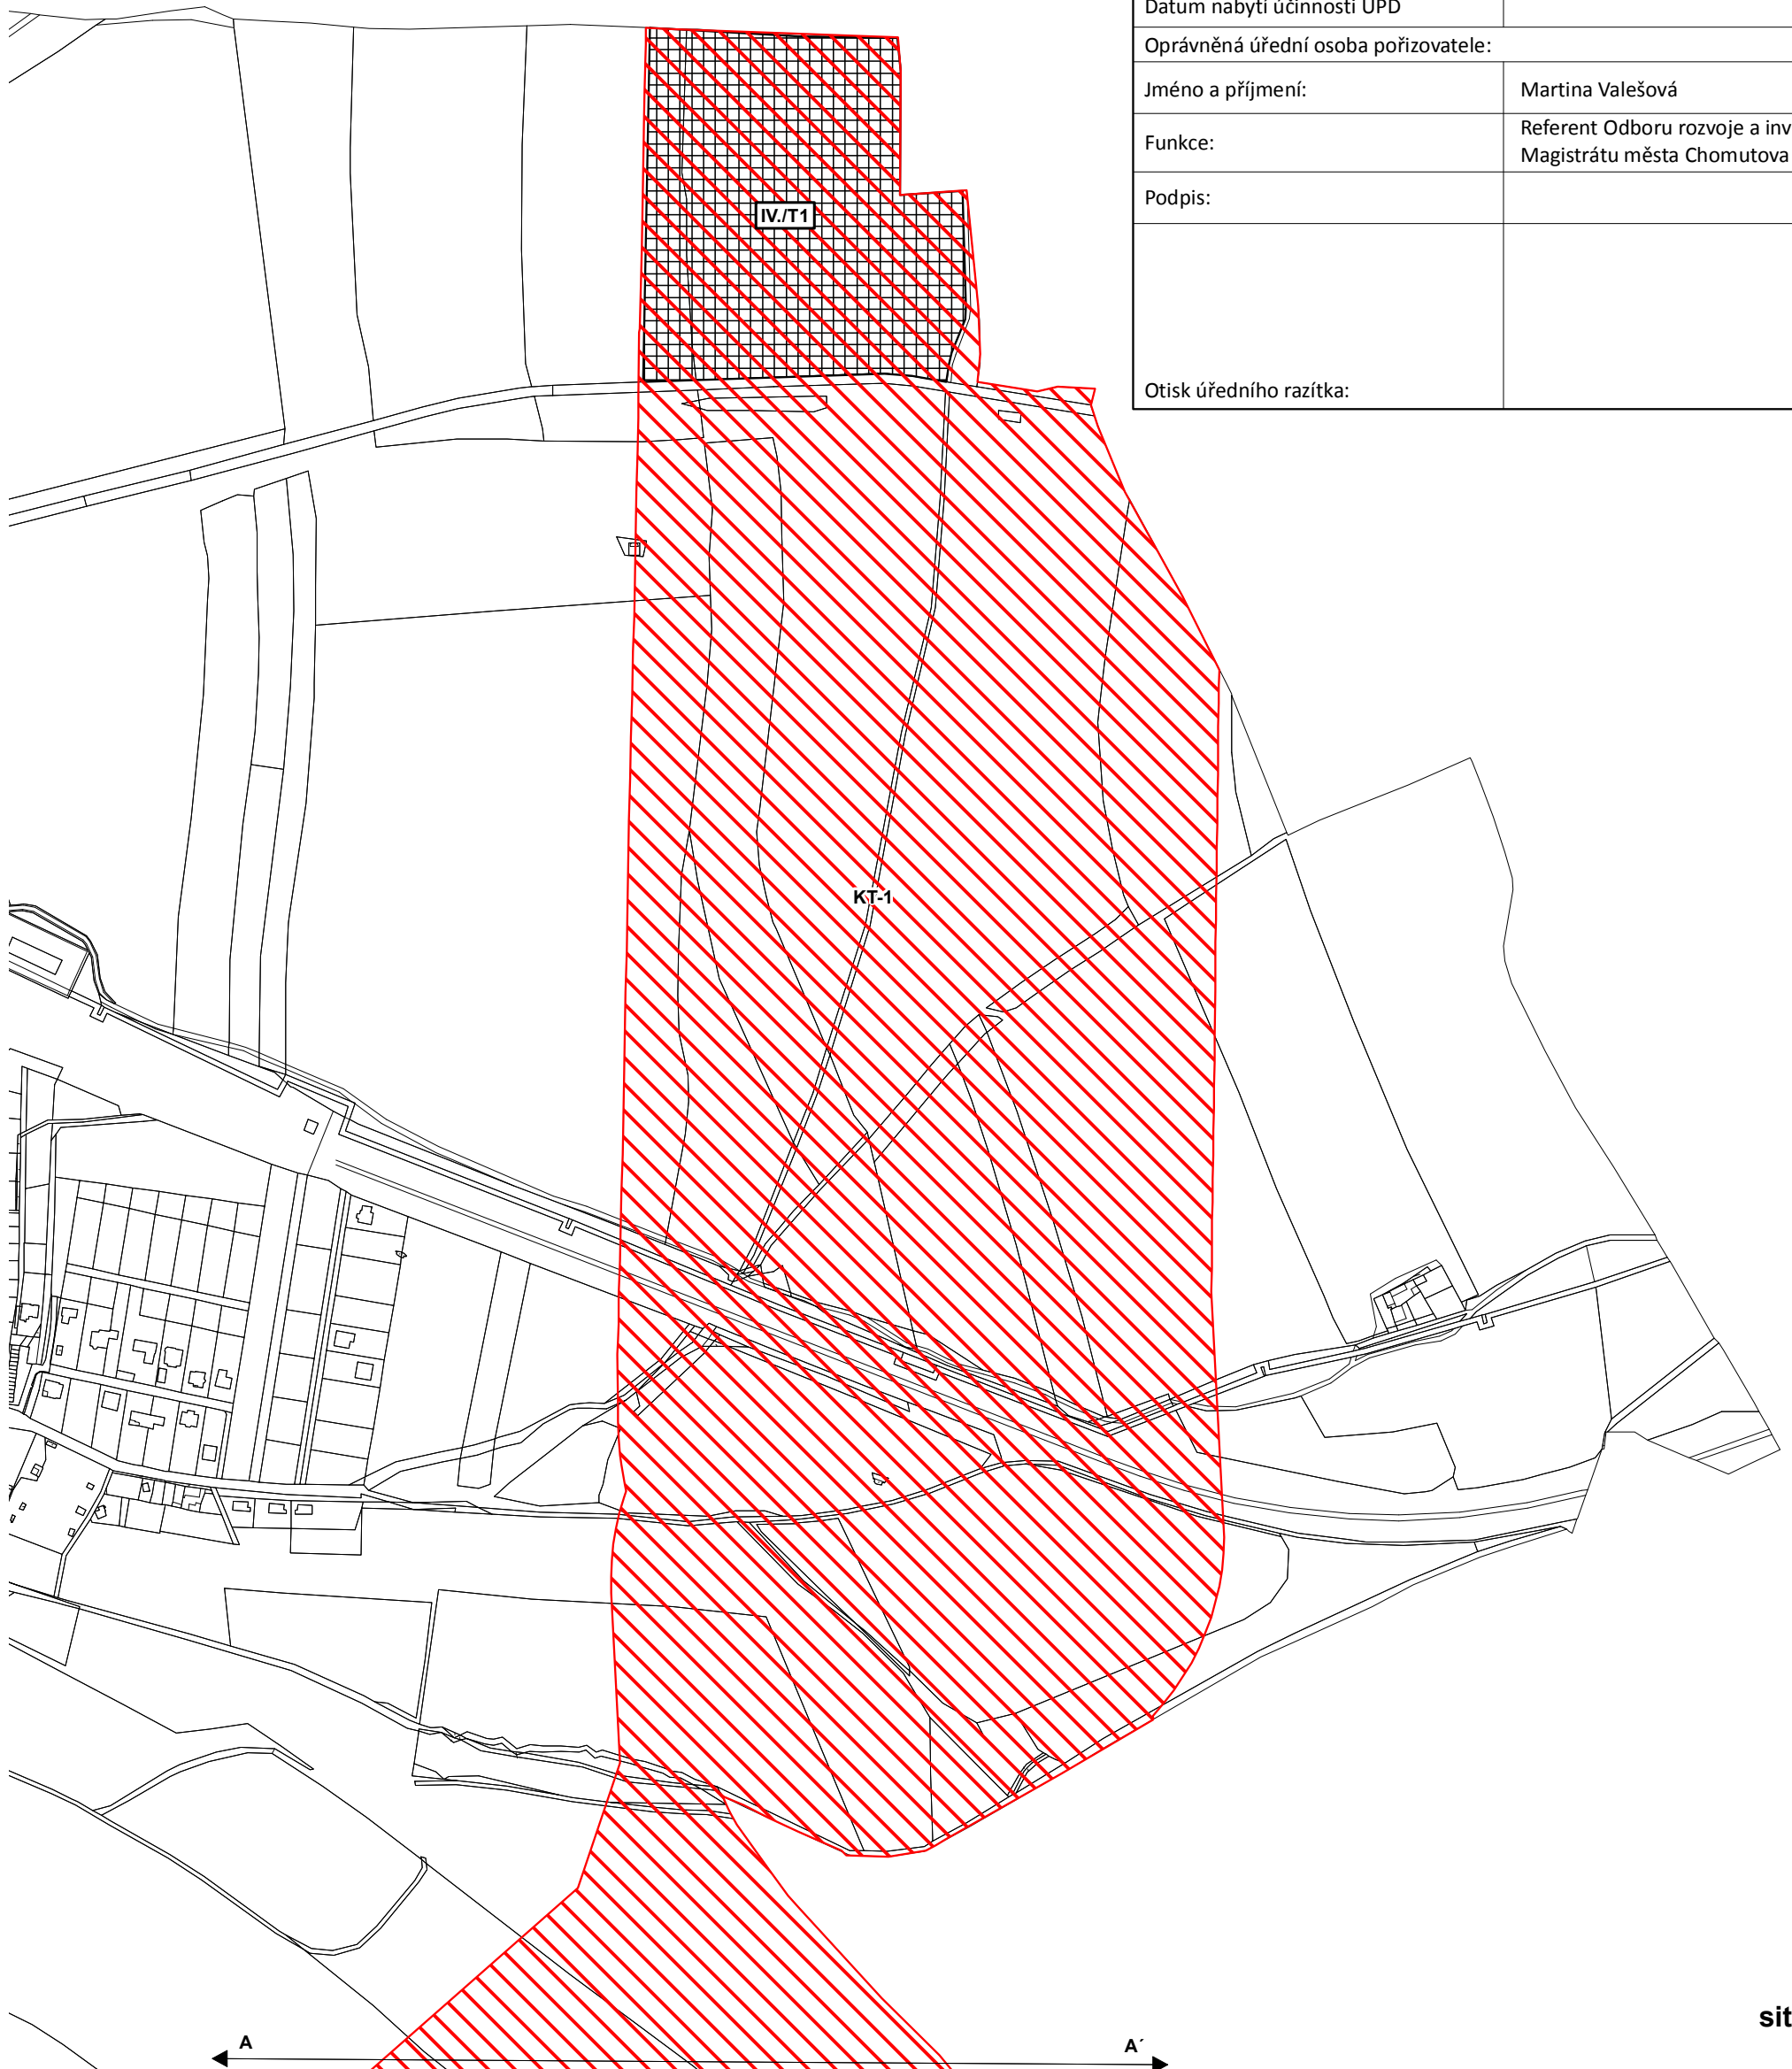 Datum nabytí účinnosti ÚPD
Oprávněná úřední osoba pořizovatele:
Jméno a příjmení: Martina Valešová
Funkce: Referent Odboru rozvoje a inv
Magistrátu města Chomutova
Podpis:
Otisk úředního razítka:
IV./T1
KT-1
sit
A A´